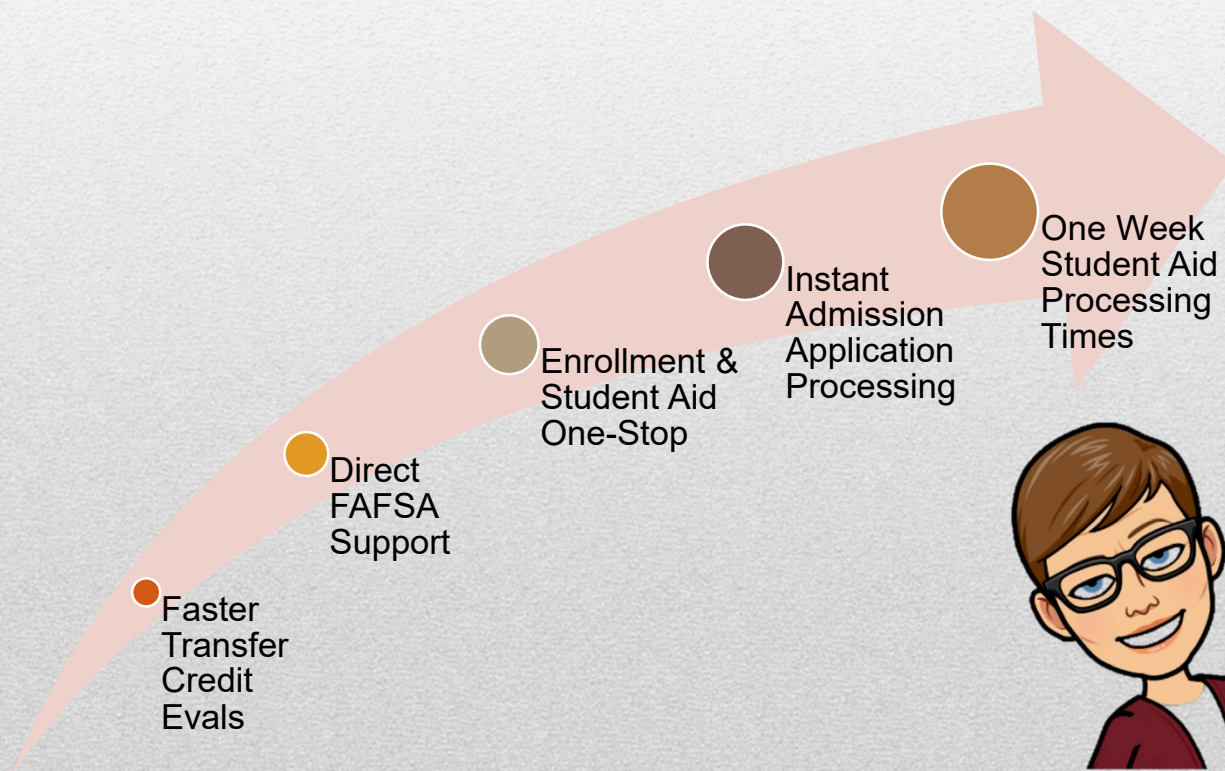 Faster
Transfer
Credit
Evals
Direct
FAFSA
Support
Enrollment &
Student Aid
One-Stop
Instant
Admission
Application
Processing
One Week
Student Aid
Processing
Times